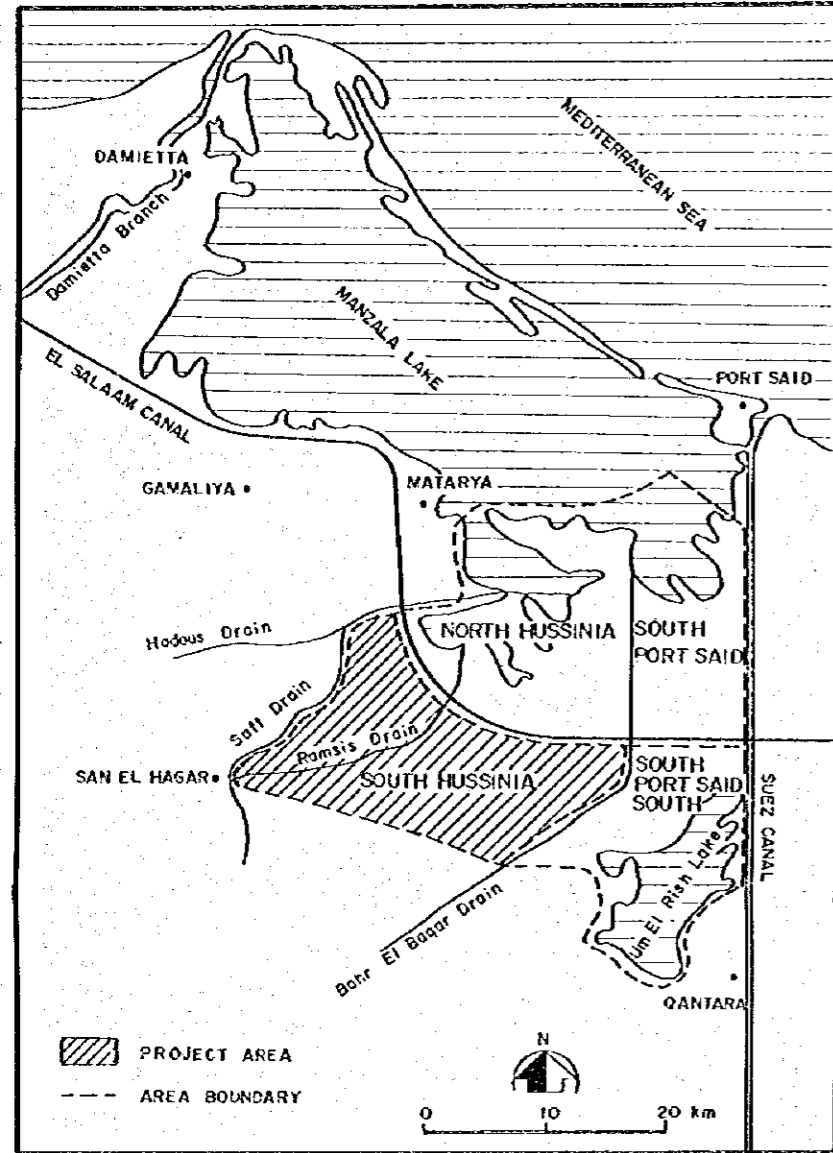 MEDITERRANEAN SEA
DAMIETTA
Damietta Branch
MANZALA LAKE
EL SALAAM CANAL
PORT SAID
GAMALIYA
MATARYA
Hadous Drain
NORTH HUSSINIA
SOUTH
PORT SAID
Saft Drain
Ramsis Drain
SAN EL HAGAR
SOUTH HUSSINIA
SOUTH
PORT SAID
SOUTH
SUEZ CANAL
Um El Rish Lake
Bahr El Baqar Drain
QANTARA
PROJECT AREA
AREA BOUNDARY
N
0 10 20 km